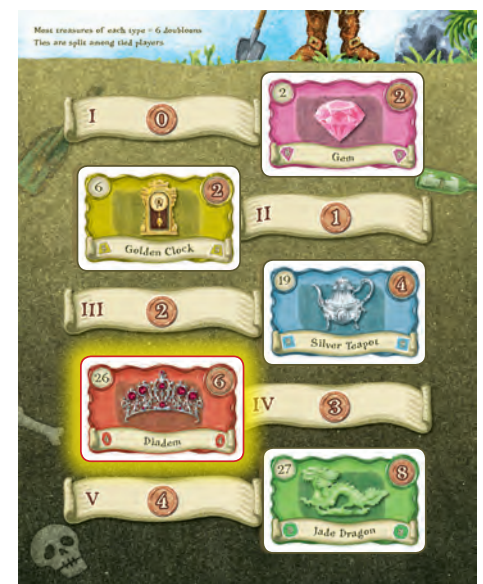 Most treasures of each type = 6 doubloons
Ties are split among tied players
I 0
2 2
Gem
6 2
Golden Clock
II 1
III 2
19 4
Silver Teapot
26 6
Diadem
IV 3
V 4
27 8
Jade Dragon